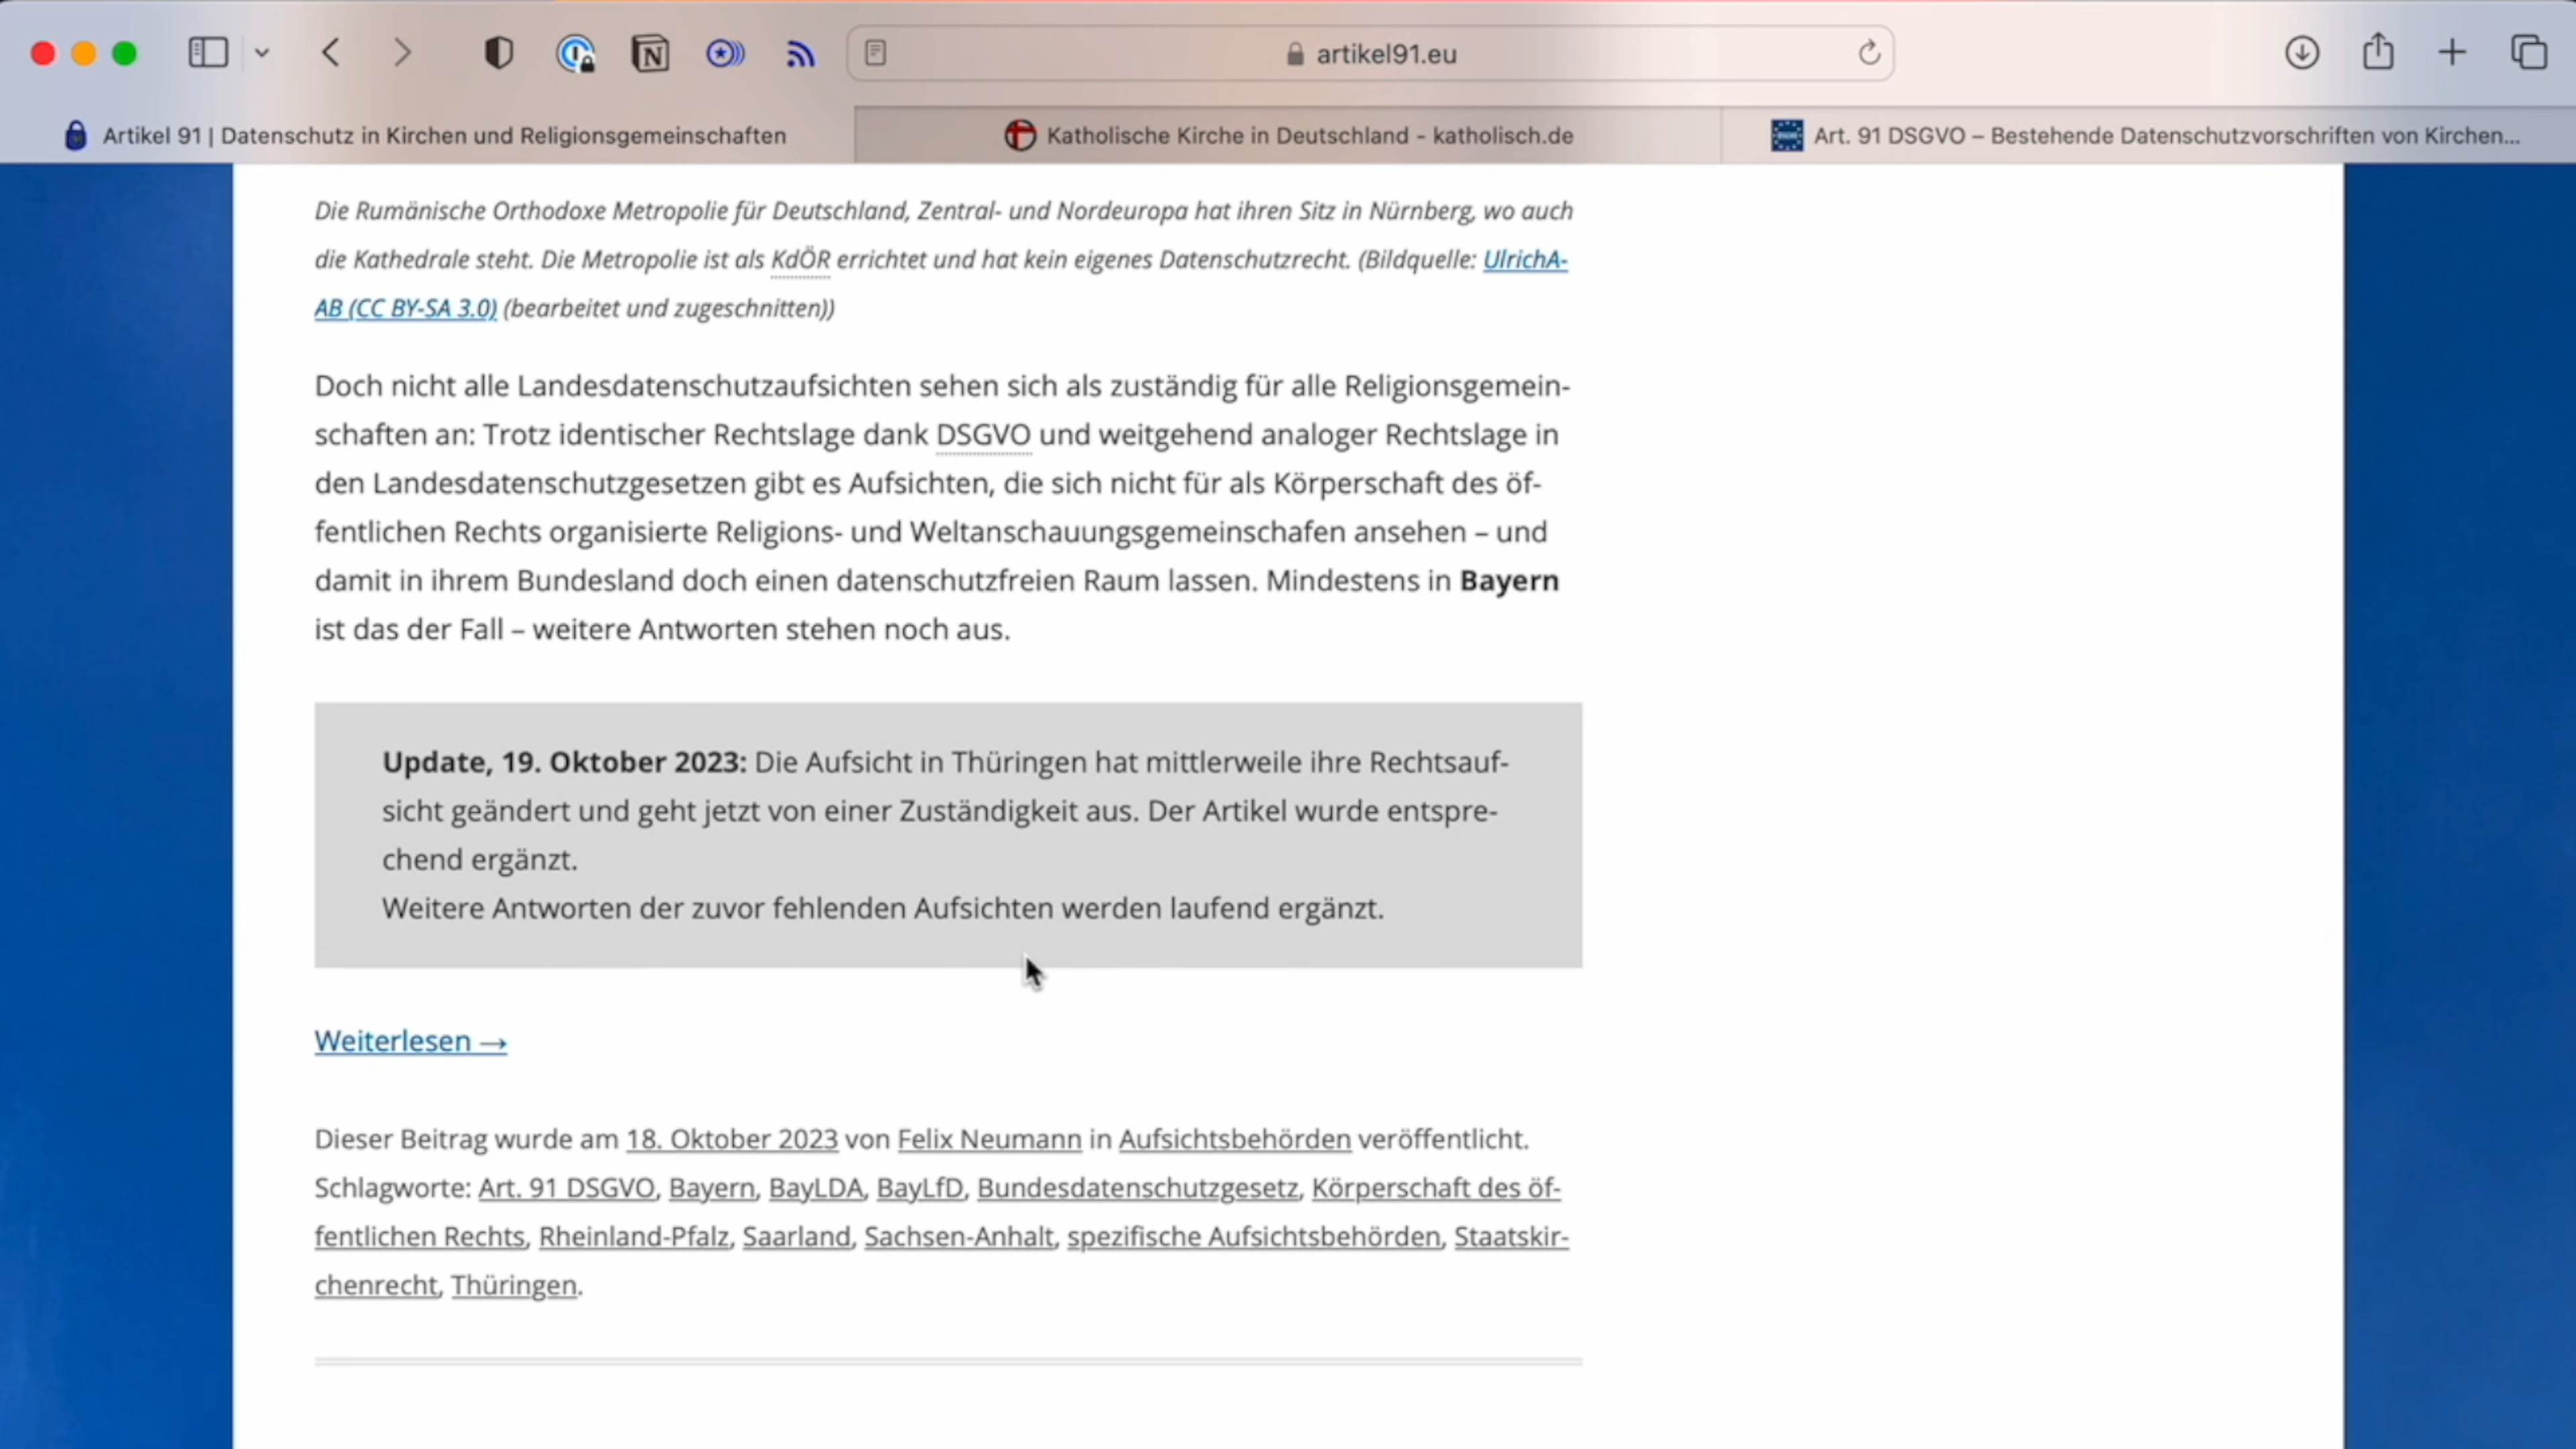 artikel91.eu
Artikel 91 | Datenschutz in Kirchen und Religionsgemeinschaften
Katholische Kirche in Deutschland - katholisch.de
Art. 91 DSGVO – Bestehende Datenschutzvorschriften von Kirchen...
Die Rumänische Orthodoxe Metropolie für Deutschland, Zentral- und Nordeuropa hat ihren Sitz in Nürnberg, wo auch
die Kathedrale steht. Die Metropolie ist als KdÖR errichtet und hat kein eigenes Datenschutzrecht. (Bildquelle: UlrichA-
AB (CC BY-SA 3.0) (bearbeitet und zugeschnitten))
Doch nicht alle Landesdatenschutzaufsichten sehen sich als zuständig für alle Religionsgemein-
schaften an: Trotz identischer Rechtslage dank DSGVO und weitgehend analoger Rechtslage in
den Landesdatenschutzgesetzen gibt es Aufsichten, die sich nicht für als Körperschaft des öf-
fentlichen Rechts organisierte Religions- und Weltanschauungsgemeinschafen ansehen – und
damit in ihrem Bundesland doch einen datenschutzfreien Raum lassen. Mindestens in Bayern
ist das der Fall – weitere Antworten stehen noch aus.
Update, 19. Oktober 2023: Die Aufsicht in Thüringen hat mittlerweile ihre Rechtsauf-
sicht geändert und geht jetzt von einer Zuständigkeit aus. Der Artikel wurde entspre-
chend ergänzt.
Weitere Antworten der zuvor fehlenden Aufsichten werden laufend ergänzt.
Weiterlesen →
Dieser Beitrag wurde am 18. Oktober 2023 von Felix Neumann in Aufsichtsbehörden veröffentlicht.
Schlagworte: Art. 91 DSGVO, Bayern, BayLDA, BayLfD, Bundesdatenschutzgesetz, Körperschaft des öf-
fentlichen Rechts, Rheinland-Pfalz, Saarland, Sachsen-Anhalt, spezifische Aufsichtsbehörden, Staatskir-
chenrecht, Thüringen.